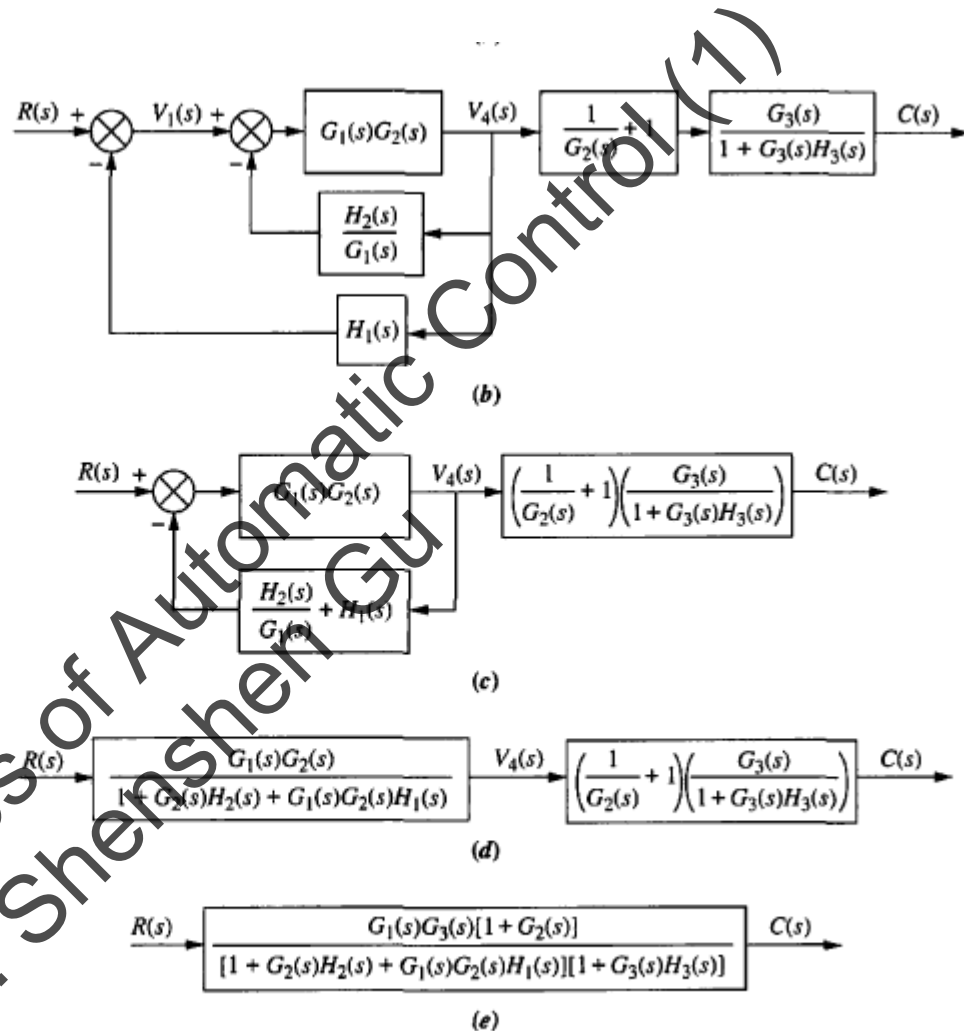 R(s) + V₁(s) + G₁(s)G₂(s) V₄(s) 1/G₂(s) + 1 G₃(s)/(1 + G₃(s)H₃(s)) C(s)
− −
H₂(s)/G₁(s)
H₁(s)
(b)
R(s) + G₁(s)G₂(s) V₄(s) (1/G₂(s) + 1)(G₃(s)/(1 + G₃(s)H₃(s))) C(s)
−
H₂(s)/G₁(s) + H₁(s)
(c)
R(s) G₁(s)G₂(s)/(1 + G₂(s)H₂(s) + G₁(s)G₂(s)H₁(s)) V₄(s) (1/G₂(s) + 1)(G₃(s)/(1 + G₃(s)H₃(s))) C(s)
(d)
R(s) G₁(s)G₃(s)[1 + G₂(s)]/([1 + G₂(s)H₂(s) + G₁(s)G₂(s)H₁(s)][1 + G₃(s)H₃(s)]) C(s)
(e)
of Automatic Control (1)
Shenshen Gu